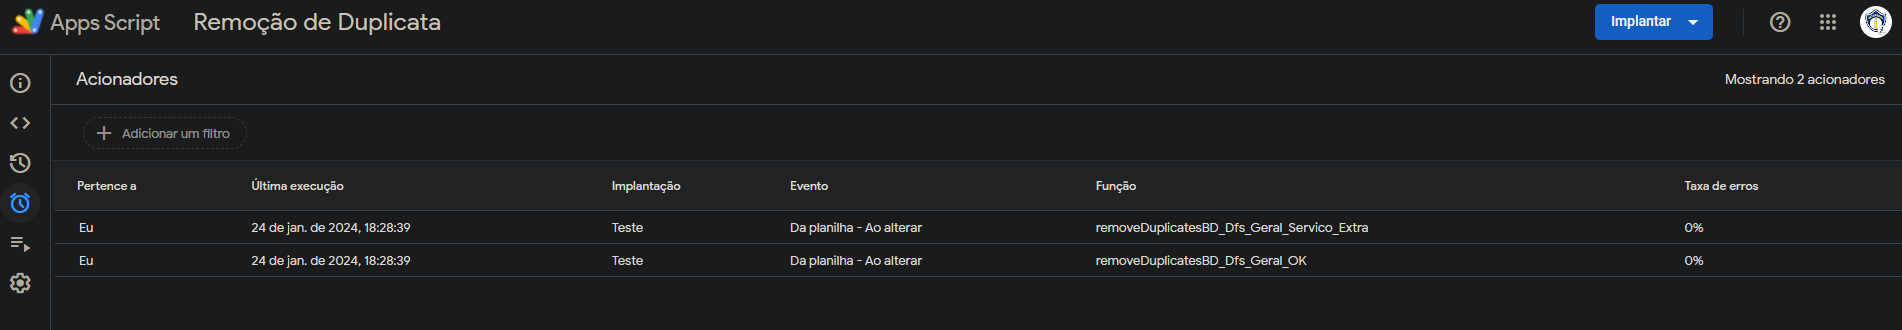 Apps Script Remoção de Duplicata Implantar
Acionadores Mostrando 2 acionadores
Adicionar um filtro
Pertence a Última execução Implantação Evento Função Taxa de erros
Eu 24 de jan. de 2024, 18:28:39 Teste Da planilha - Ao alterar removeDuplicatesBD_Dfs_Geral_Servico_Extra 0%
Eu 24 de jan. de 2024, 18:28:39 Teste Da planilha - Ao alterar removeDuplicatesBD_Dfs_Geral_OK 0%